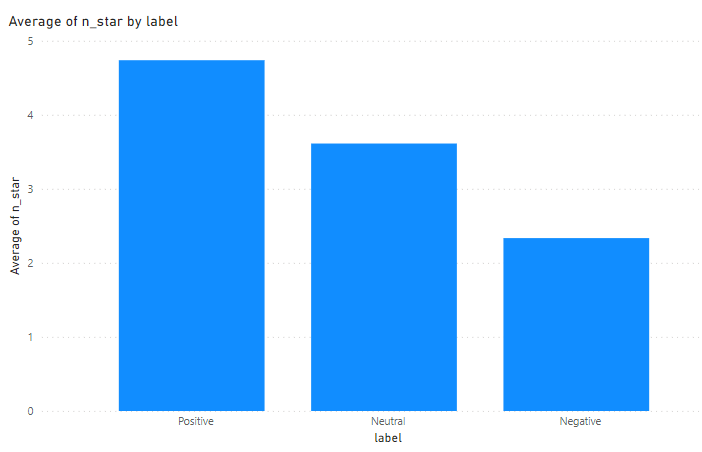 Average of n_star by label
5
4
3
2
1
0
Average of n_star
Positive Neutral Negative
label